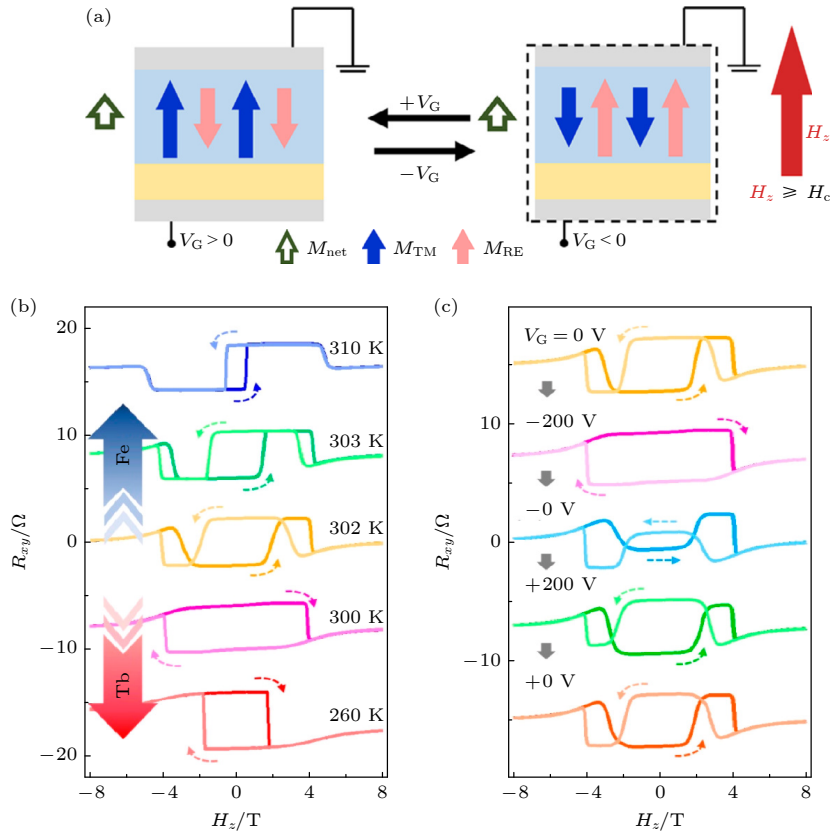 (a)
+V_G
−V_G
H_z
H_z ⩾ H_c
V_G > 0
V_G < 0
M_net
M_TM
M_RE
(b)
20
10
0
−10
−20
R_xy/Ω
310 K
303 K
302 K
300 K
260 K
Fe
Tb
−8
−4
0
4
8
H_z/T
(c)
10
0
−10
R_xy/Ω
V_G = 0 V
−200 V
−0 V
+200 V
+0 V
−8
−4
0
4
8
H_z/T